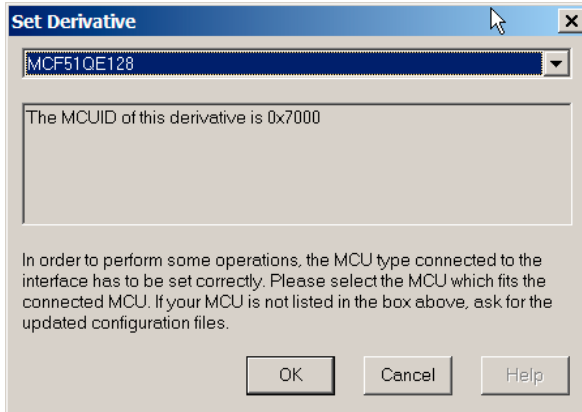 Set Derivative
MCF51QE128
The MCUID of this derivative is 0x7000
In order to perform some operations, the MCU type connected to the
interface has to be set correctly. Please select the MCU which fits the
connected MCU. If your MCU is not listed in the box above, ask for the
updated configuration files.
OK Cancel Help